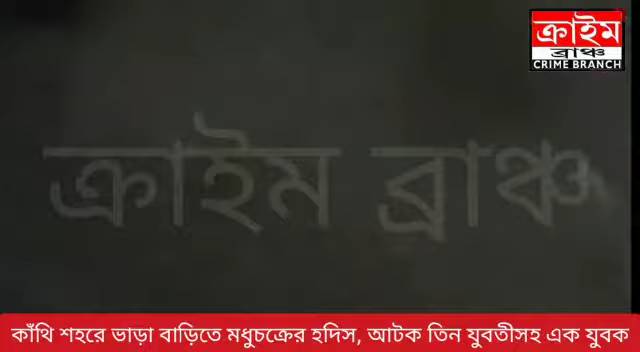 ক্রাইম
ব্রাঞ্চ
CRIME BRANCH
ক্রাইম ব্রাঞ্চ
কাঁথি শহরে ভাড়া বাড়িতে মধুচক্রের হদিস, আটক তিন যুবতীসহ এক যুবক